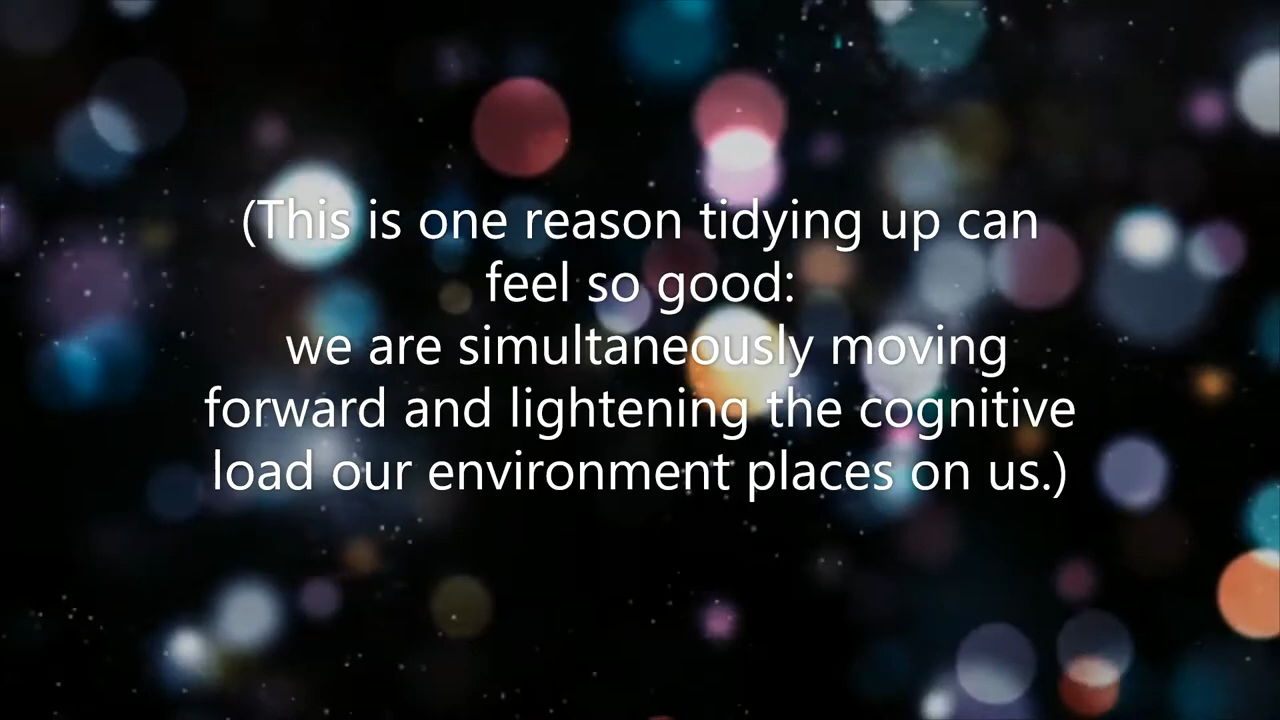 (This is one reason tidying up can
feel so good:
we are simultaneously moving
forward and lightening the cognitive
load our environment places on us.)